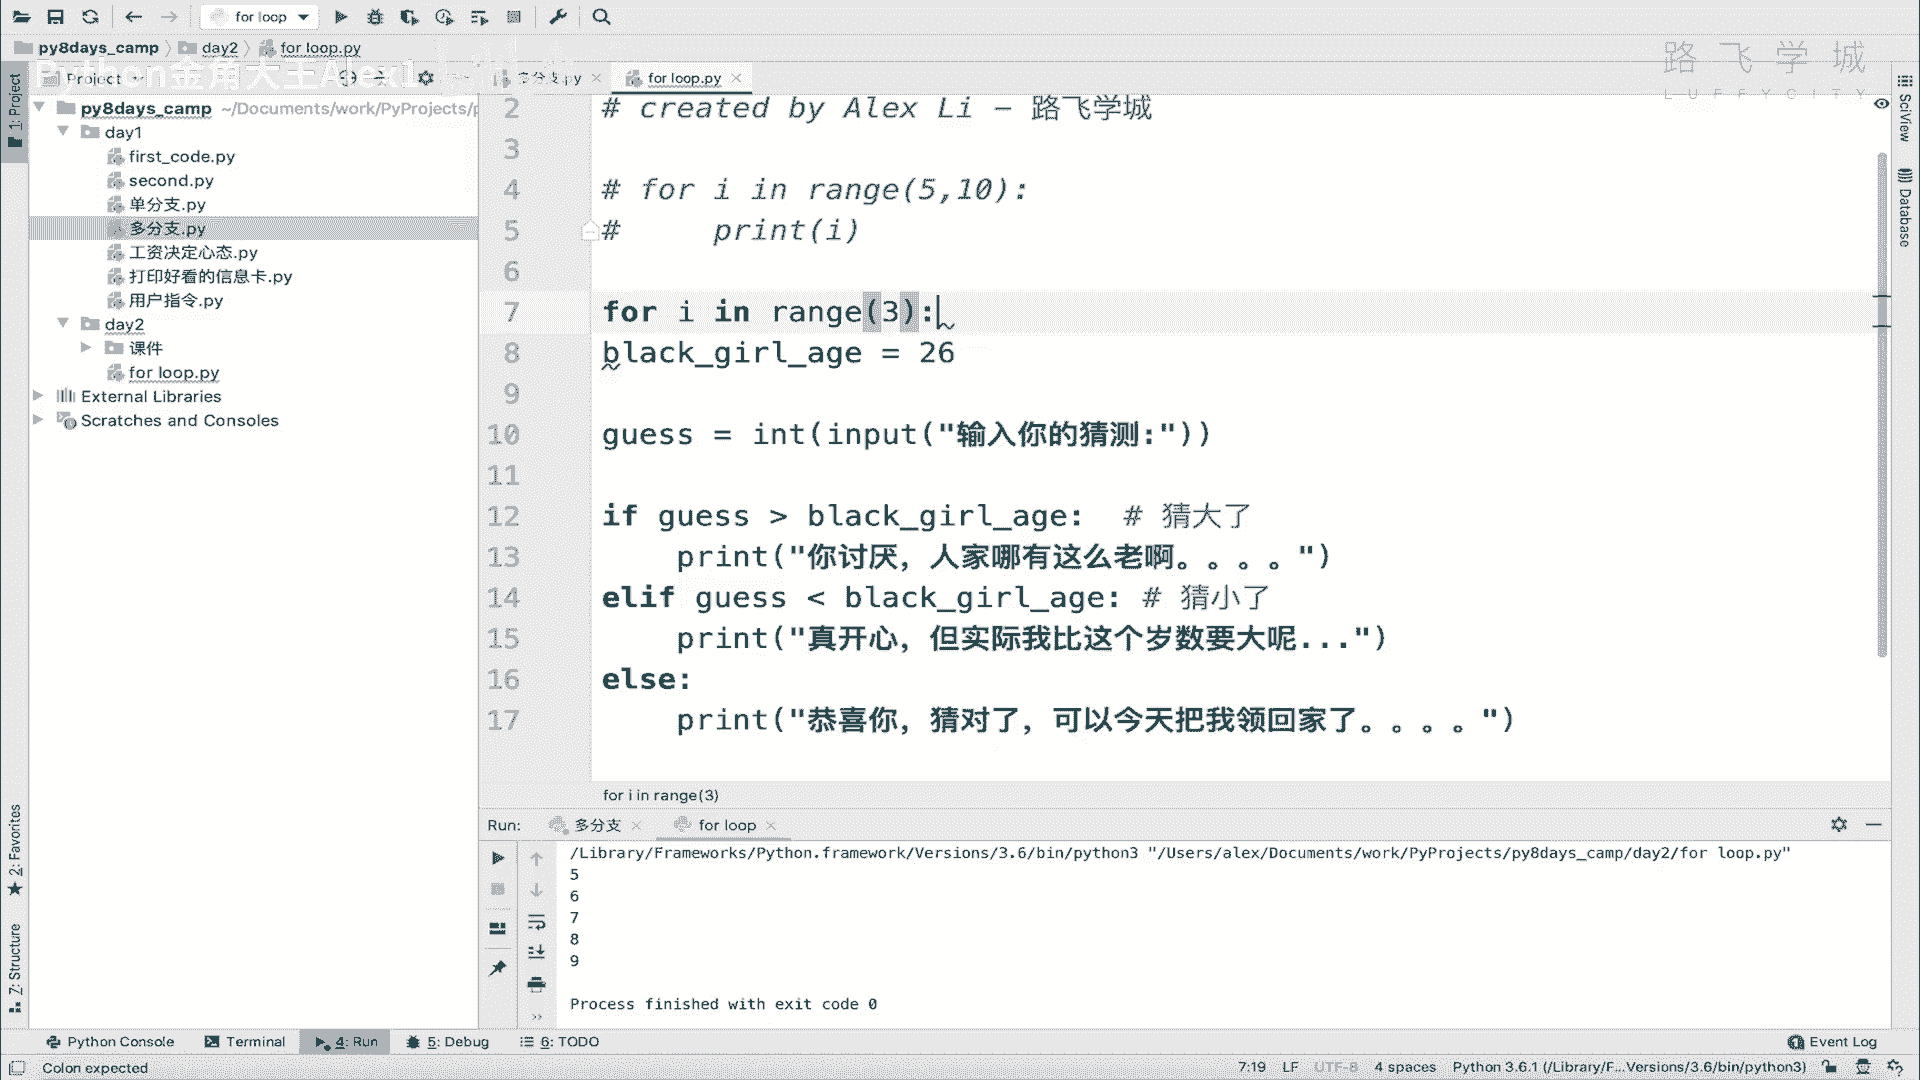 for loop
py8days_camp
day2
for loop.py
路飞学城
LUFFYCITY
Python金角大王Alex1
Project
多分支.py
for loop.py
1: Project
py8days_camp ~/Documents/work/PyProjects/p
day1
first_code.py
second.py
单分支.py
多分支.py
工资决定心态.py
打印好看的信息卡.py
用户指令.py
day2
课件
for loop.py
External Libraries
Scratches and Consoles
2 # created by Alex Li - 路飞学城
3
4 # for i in range(5,10):
5 #     print(i)
6
7 for i in range(3):
8 black_girl_age = 26
9
10 guess = int(input("输入你的猜测:"))
11
12 if guess > black_girl_age:  # 猜大了
13     print("你讨厌，人家哪有这么老啊。。。。")
14 elif guess < black_girl_age: # 猜小了
15     print("真开心，但实际我比这个岁数要大呢...")
16 else:
17     print("恭喜你，猜对了，可以今天把我领回家了。。。。")
for i in range(3)
SciView
Database
2: Favorites
7: Structure
Run:
多分支
for loop
/Library/Frameworks/Python.framework/Versions/3.6/bin/python3 "/Users/alex/Documents/work/PyProjects/py8days_camp/day2/for loop.py"
5
6
7
8
9
Process finished with exit code 0
Python Console
Terminal
4: Run
5: Debug
6: TODO
Event Log
Colon expected
7:19
LF
UTF-8
4 spaces
Python 3.6.1 (/Library/F...Versions/3.6/bin/python3)